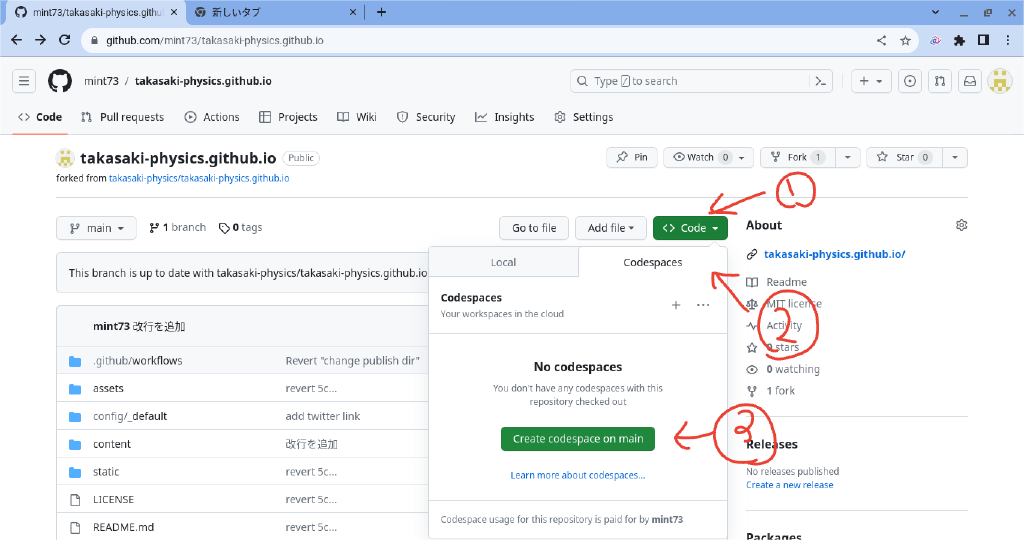 mint73/takasaki-physics.githu
新しいタブ
github.com/mint73/takasaki-physics.github.io
mint73 / takasaki-physics.github.io
Type / to search
Code Pull requests Actions Projects Wiki Security Insights Settings
takasaki-physics.github.io Public
Pin Watch 0 Fork 1 Star 0
forked from takasaki-physics/takasaki-physics.github.io
1
main 1 branch 0 tags Go to file Add file Code
About
takasaki-physics.github.io/
Local Codespaces
This branch is up to date with takasaki-physics/takasaki-physics.github.io
Codespaces
Your workspaces in the cloud
2
Readme
MIT license
Activity
0 stars
0 watching
1 fork
mint73 改行を追加
.github/workflows Revert "change publish dir"
assets revert 5c...
config/_default add twitter link
content 改行を追加
static revert 5c...
LICENSE revert 5c...
README.md revert 5c...
No codespaces
You don't have any codespaces with this
repository checked out
Create codespace on main
3
Learn more about codespaces...
Codespace usage for this repository is paid for by mint73
Releases
No releases published
Create a new release
Packages